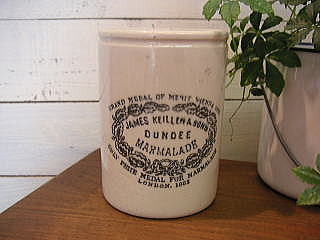 GRAND MEDAL OF MERIT VIENNA
JAMES KEILLER & SONS
DUNDEE
MARMALADE
ONLY PRIZE MEDAL FOR MARMALADE
LONDON, 1862